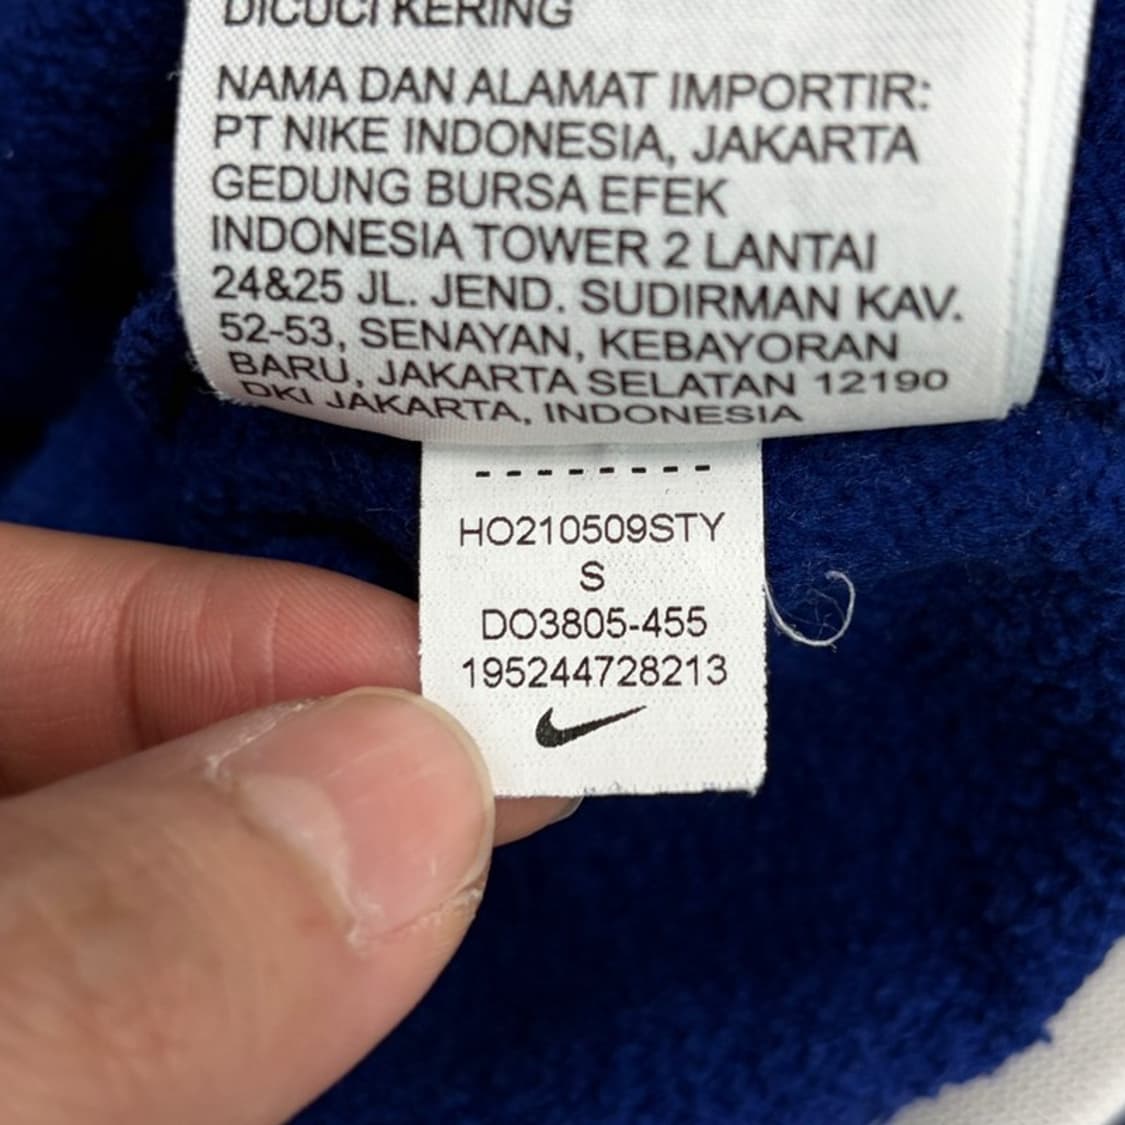 DICUCI KERING
NAMA DAN ALAMAT IMPORTIR:
PT NIKE INDONESIA, JAKARTA
GEDUNG BURSA EFEK
INDONESIA TOWER 2 LANTAI
24&25 JL. JEND. SUDIRMAN KAV.
52-53, SENAYAN, KEBAYORAN
BARU, JAKARTA SELATAN 12190
DKI JAKARTA, INDONESIA
--------
HO210509STY
S
DO3805-455
195244728213